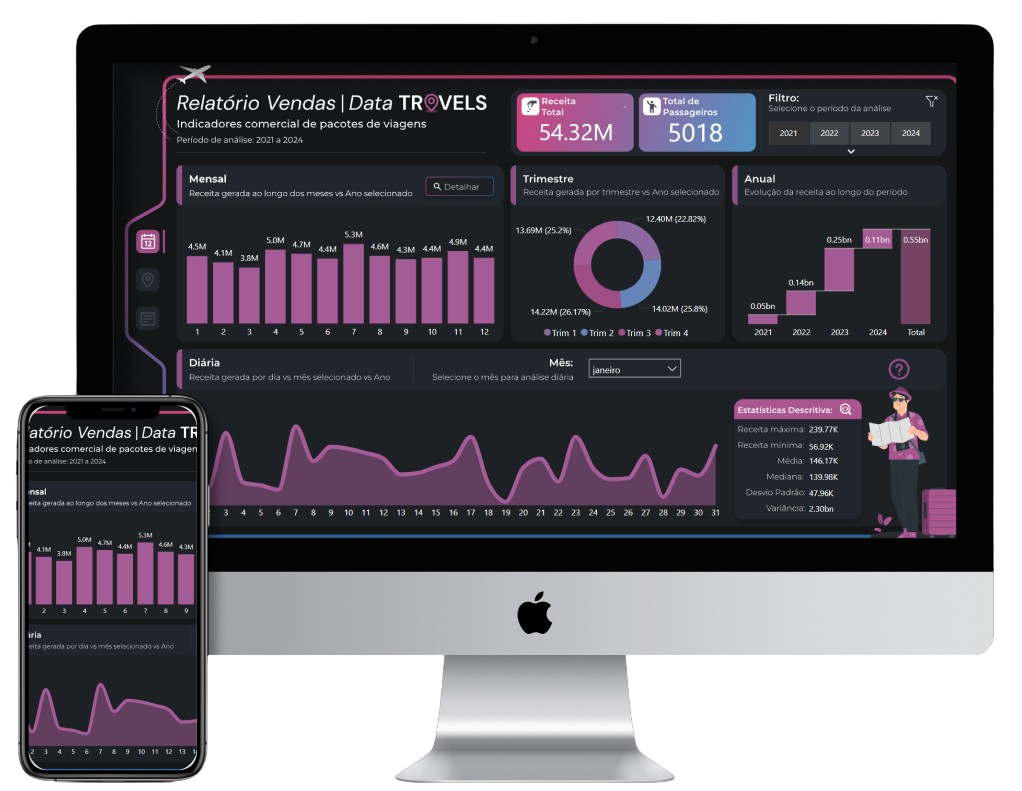 Relatório Vendas | Data TRAVELS
Indicadores comercial de pacotes de viagens
Período de análise: 2021 a 2024
Receita
Total
54.32M
Total de
Passageiros
5018
Filtro:
Selecione o período da análise
2021 2022 2023 2024
Mensal
Receita gerada ao longo dos meses vs Ano selecionado
Detalhar
4.5M 4.1M 3.8M 5.0M 4.7M 4.4M 5.3M 4.6M 4.3M 4.4M 4.9M 4.4M
1 2 3 4 5 6 7 8 9 10 11 12
Trimestre
Receita gerada por trimestre vs Ano selecionado
12.40M (22.82%)
13.69M (25.2%)
14.22M (26.17%)
14.02M (25.8%)
Trim 1 Trim 2 Trim 3 Trim 4
Anual
Evolução da receita ao longo do período
0.05bn 0.14bn 0.25bn 0.11bn 0.55bn
2021 2022 2023 2024 Total
12
Diária
Receita gerada por dia vs mês selecionado vs Ano
Mês:
Selecione o mês para análise diária
janeiro
?
3 4 5 6 7 8 9 10 11 12 13 14 15 16 17 18 19 20 21 22 23 24 25 26 27 28 29 30 31
Estatísticas Descritiva:
Receita máxima: 239.77K
Receita mínima: 56.92K
Média: 146.17K
Mediana: 139.98K
Desvio Padrão: 47.96K
Variância: 2.30bn
atório Vendas | Data TR
adores comercial de pacotes de viagen
o de análise: 2021 a 2024
ensal
eita gerada ao longo dos meses vs Ano selecionado
4.1M 3.8M 5.0M 4.7M 4.4M 5.3M 4.6M 4.3M
2 3 4 5 6 7 8 9
iária
eita gerada por dia vs mês selecionado vs Ano
2 3 4 5 6 7 8 9 10 11 12 13 1